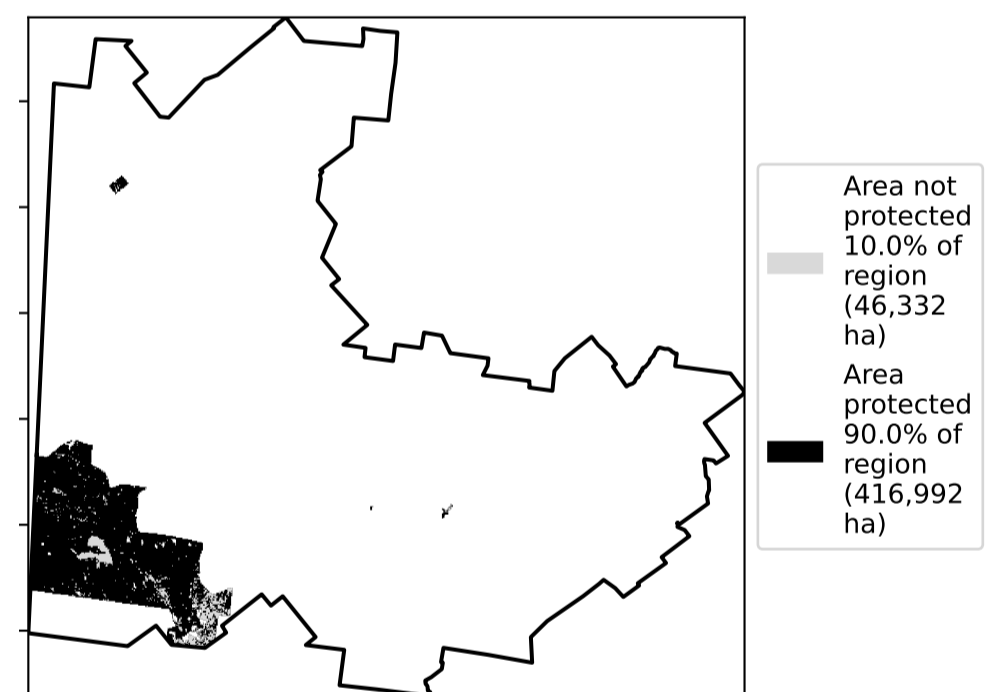 Area not
protected
10.0% of
region
(46,332
ha)
Area
protected
90.0% of
region
(416,992
ha)